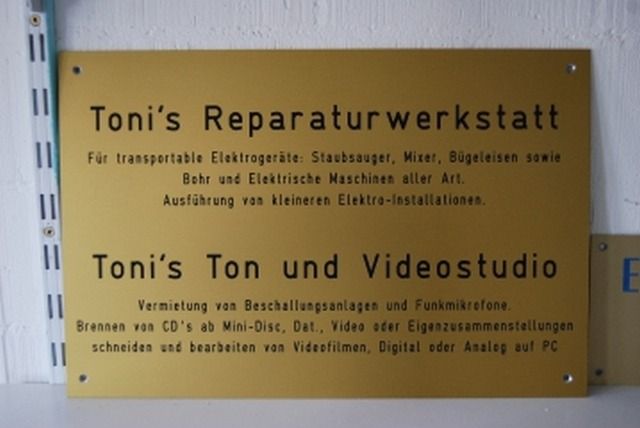 Toni's Reparaturwerkstatt
Für transportable Elektrogeräte: Staubsauger, Mixer, Bügeleisen sowie
Bohr und Elektrische Maschinen aller Art.
Ausführung von kleineren Elektro-Installationen.
Toni's Ton und Videostudio
Vermietung von Beschallungsanlagen und Funkmikrofone.
Brennen von CD's ab Mini-Disc, Dat., Video oder Eigenzusammenstellungen
schneiden und bearbeiten von Videofilmen, Digital oder Analog auf PC
E